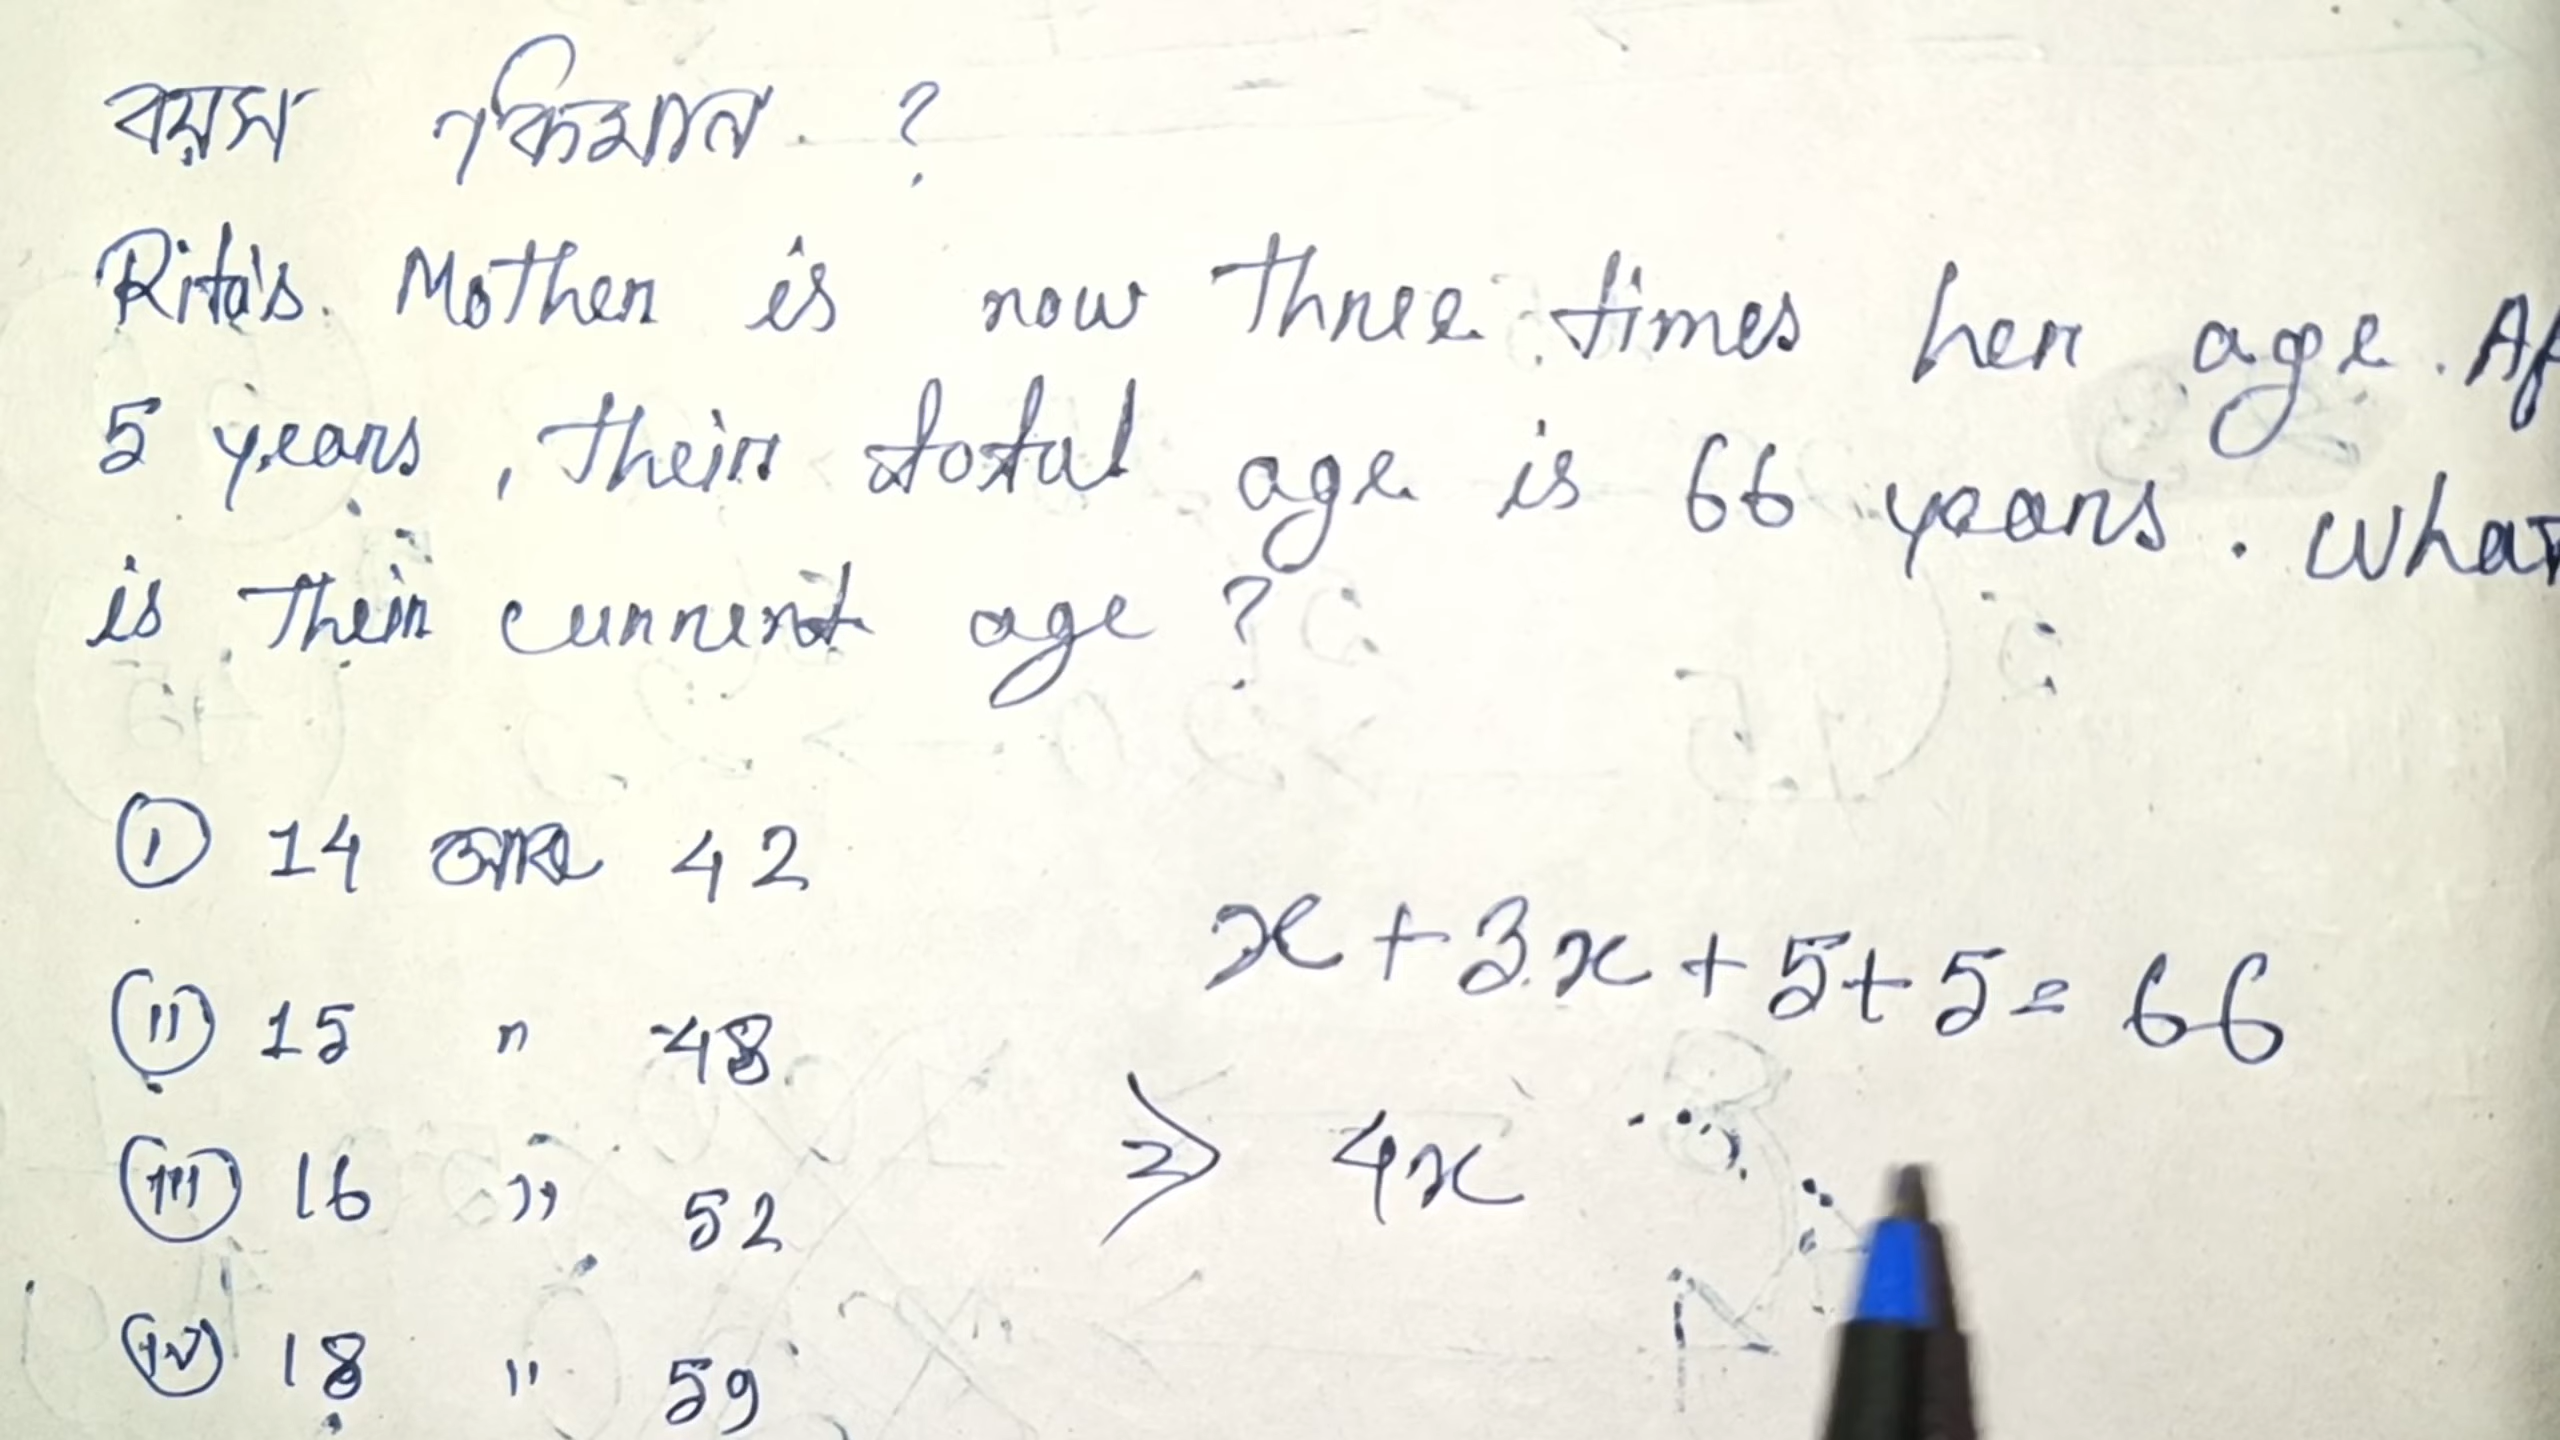 বয়স কিমান ?
Rita's Mother is now three times her age. Af
5 years, their total age is 66 years. What
is their current age ?
(i) 14 আৰু 42
(ii) 15 " 48
(iii) 16 " 52
(iv) 18 " 59
x + 3x + 5 + 5 = 66
⇒ 4x